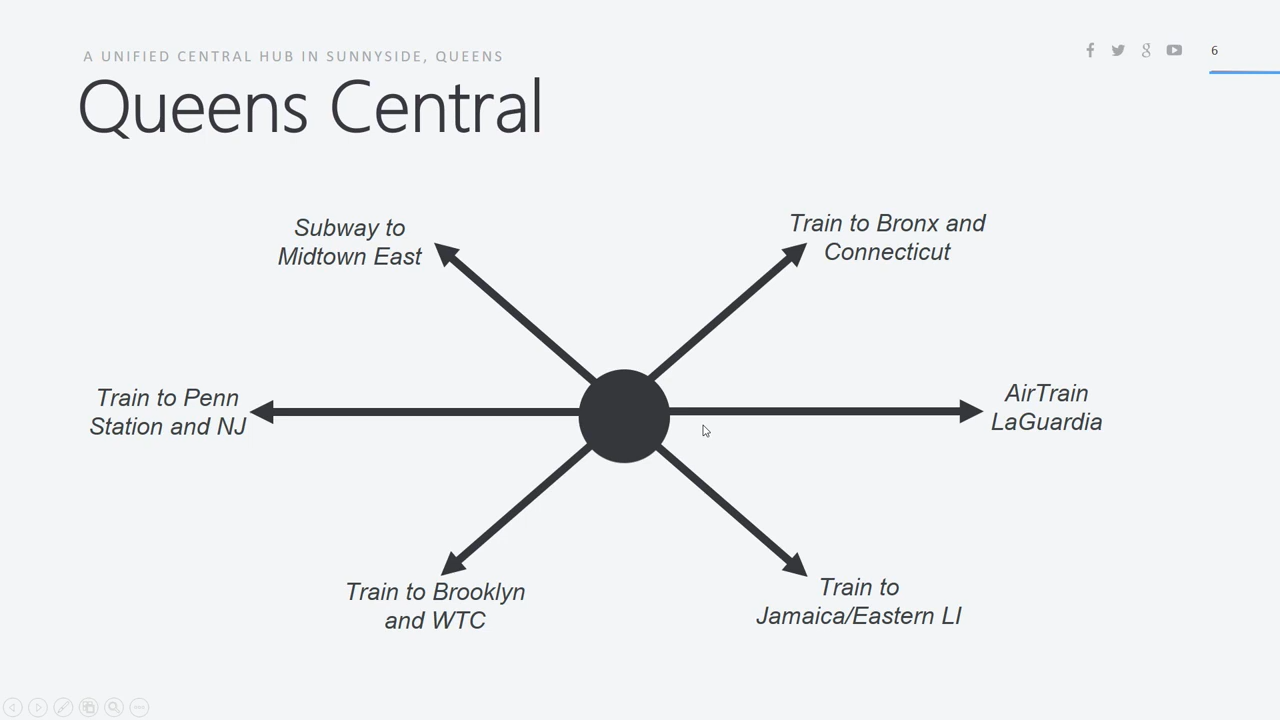 A UNIFIED CENTRAL HUB IN SUNNYSIDE, QUEENS
6
Queens Central
Subway to
Midtown East
Train to Bronx and
Connecticut
Train to Penn
Station and NJ
AirTrain
LaGuardia
Train to Brooklyn
and WTC
Train to
Jamaica/Eastern LI